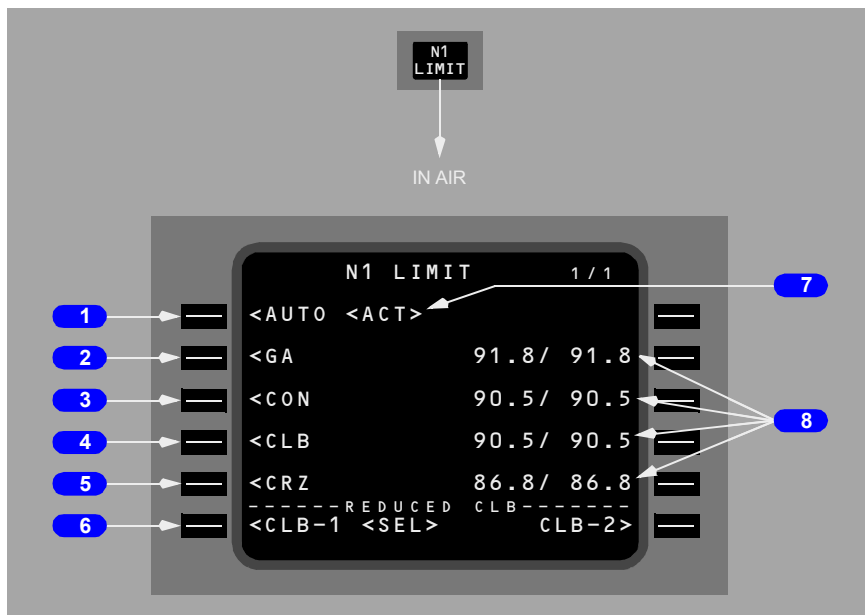 N1
LIMIT
IN AIR
N1 LIMIT 1/1
7
1 <AUTO <ACT>
2 <GA 91.8/ 91.8
3 <CON 90.5/ 90.5
8
4 <CLB 90.5/ 90.5
5 <CRZ 86.8/ 86.8
------REDUCED CLB-------
6 <CLB-1 <SEL> CLB-2>